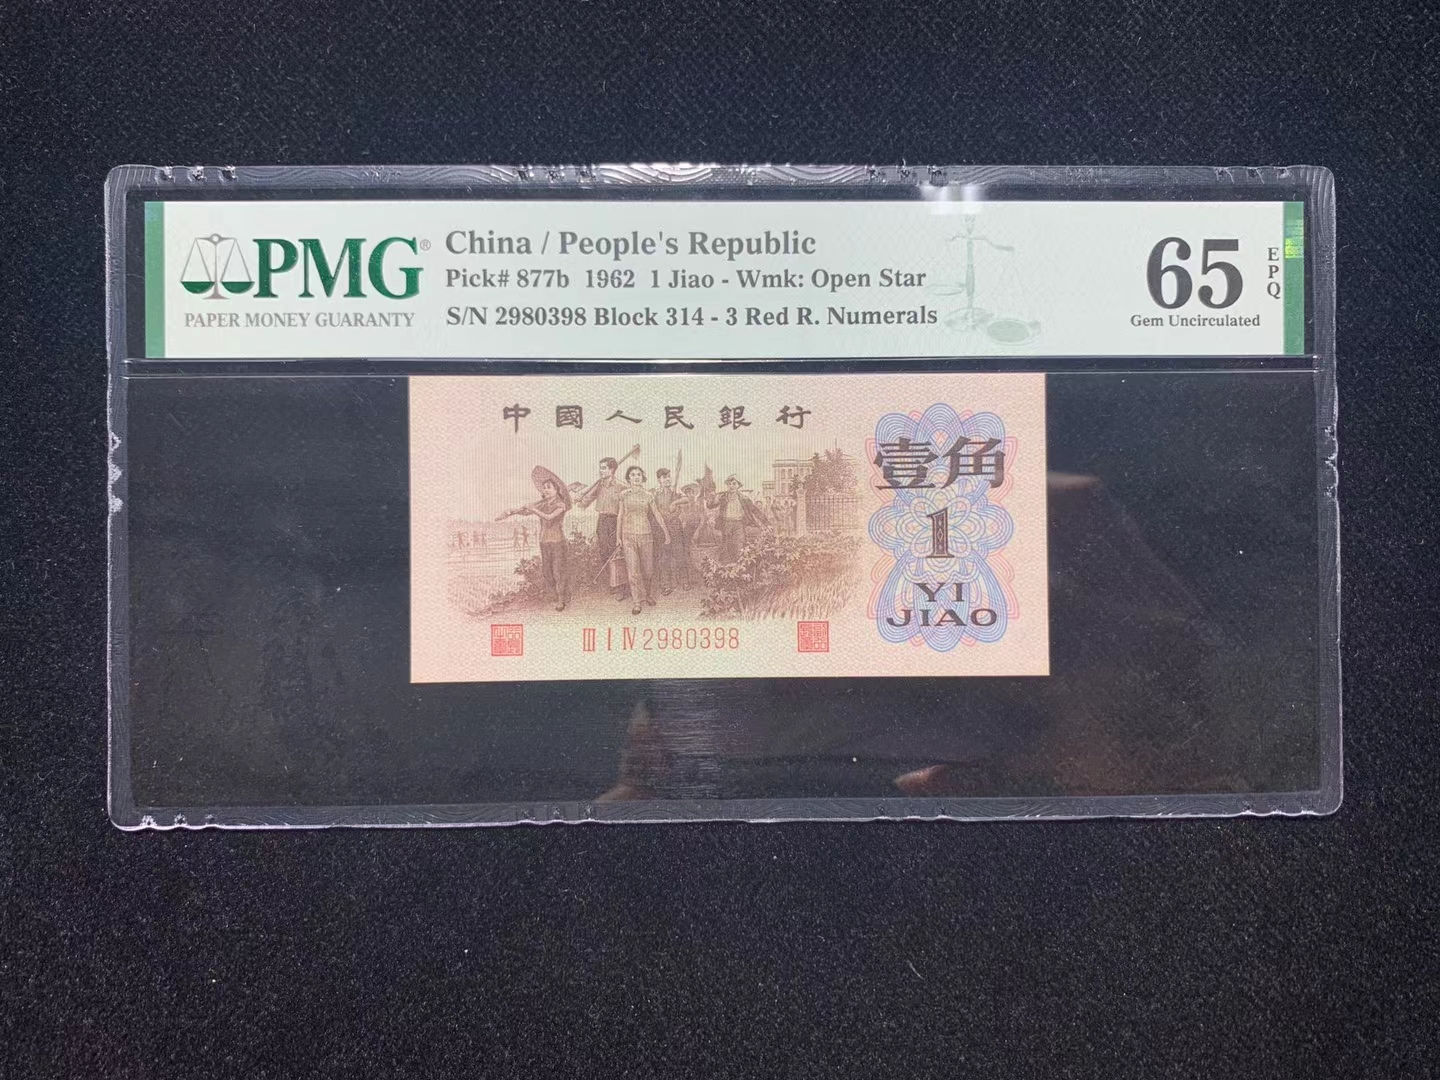 PMG®
PAPER MONEY GUARANTY
China / People's Republic
Pick# 877b 1962 1 Jiao - Wmk: Open Star
S/N 2980398 Block 314 - 3 Red R. Numerals
65
EPQ
Gem Uncirculated
中國人民銀行
壹角
1
YI
JIAO
Ⅲ Ⅰ Ⅳ 2980398